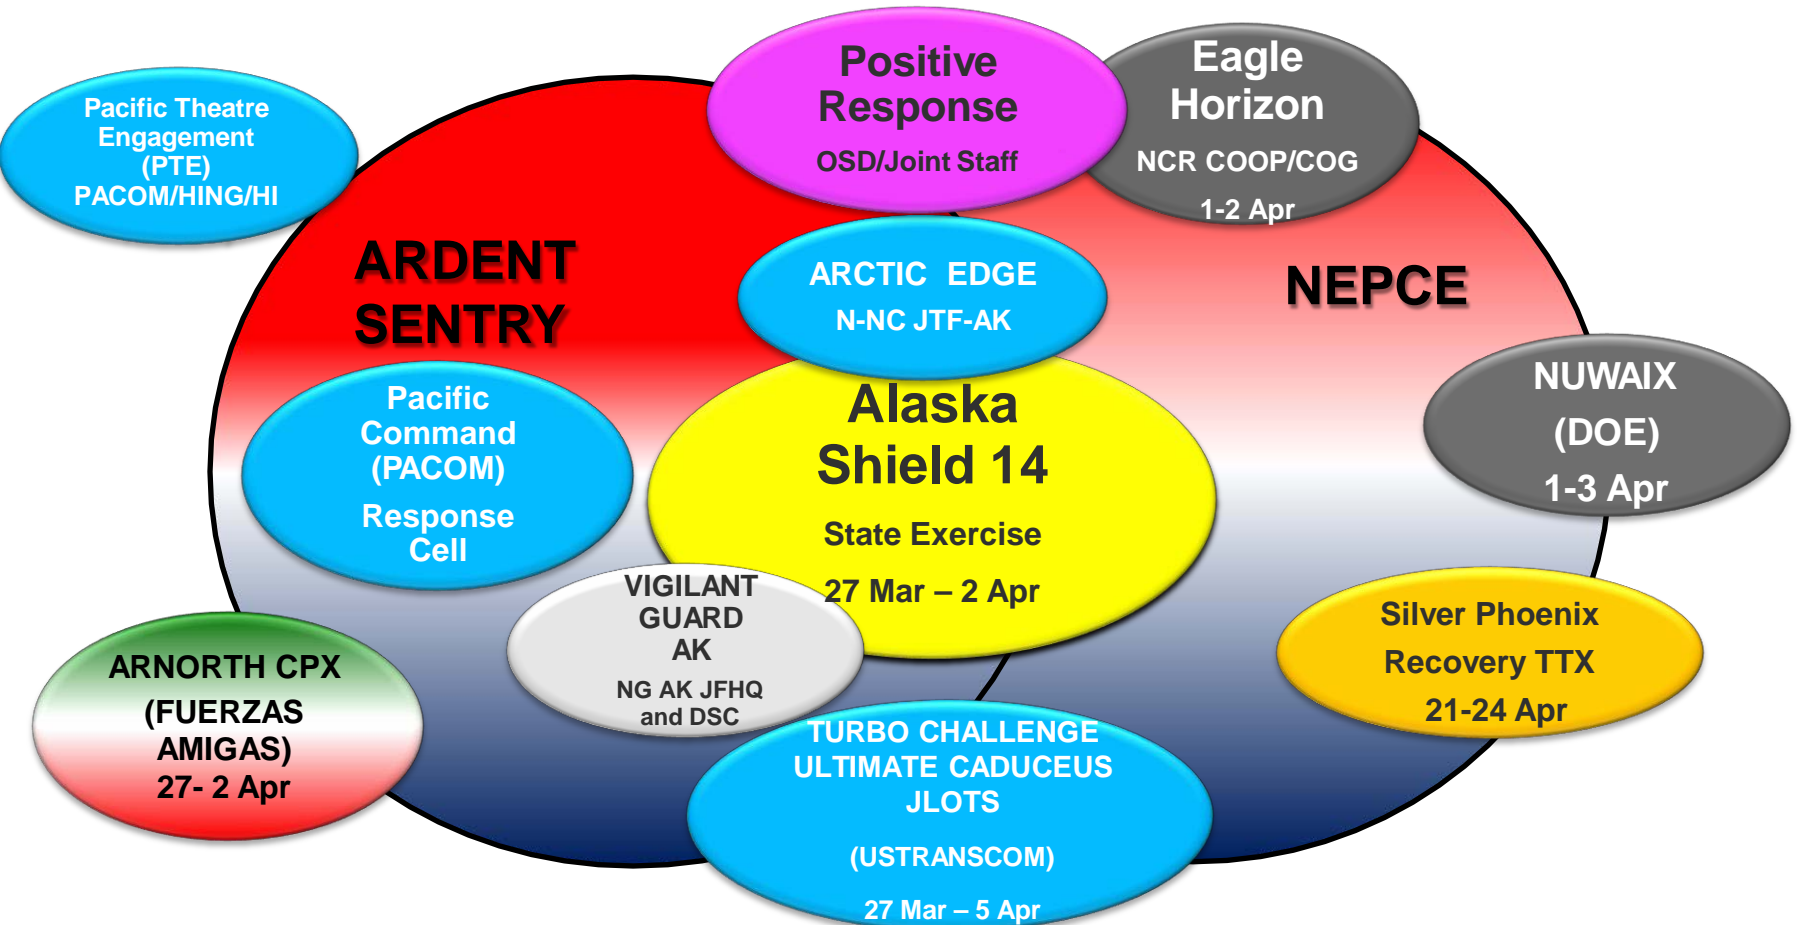 Positive
Response
OSD/Joint Staff
Eagle
Horizon
NCR COOP/COG
1-2 Apr
Pacific Theatre
Engagement
(PTE)
PACOM/HING/HI
ARDENT
SENTRY
ARCTIC EDGE
N-NC JTF-AK
NEPCE
Pacific
Command
(PACOM)
Response
Cell
Alaska
Shield 14
State Exercise
27 Mar – 2 Apr
NUWAIX
(DOE)
1-3 Apr
VIGILANT
GUARD
AK
NG AK JFHQ
and DSC
Silver Phoenix
Recovery TTX
21-24 Apr
ARNORTH CPX
(FUERZAS
AMIGAS)
27- 2 Apr
TURBO CHALLENGE
ULTIMATE CADUCEUS
JLOTS
(USTRANSCOM)
27 Mar – 5 Apr